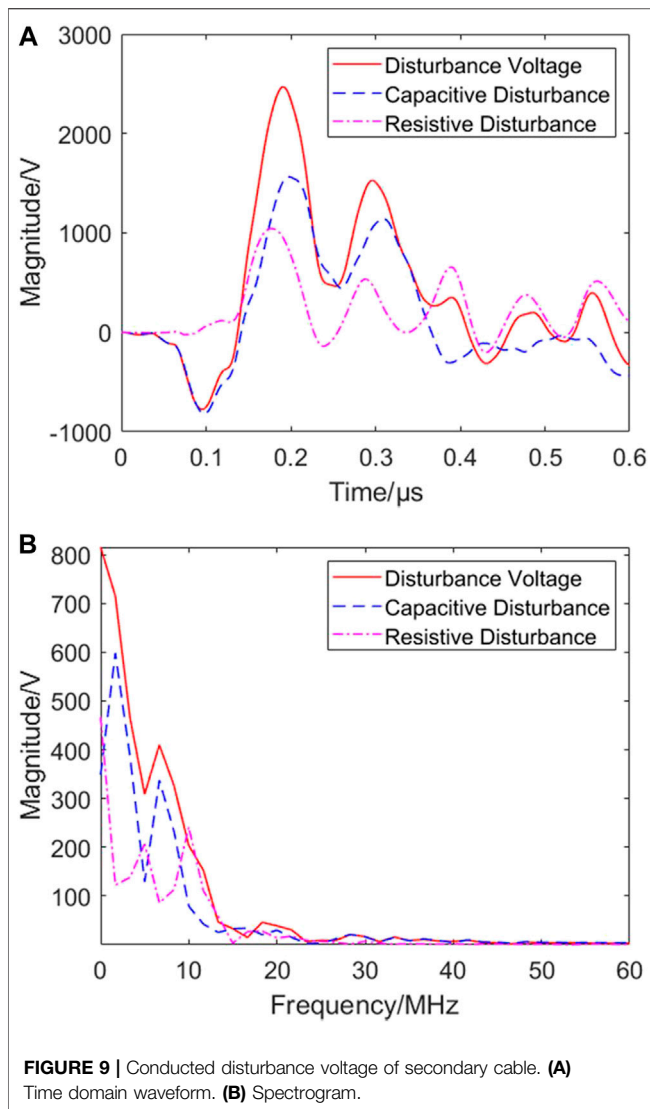 A
3000
2000
1000
0
-1000
Magnitude/V
Disturbance Voltage
Capacitive Disturbance
Resistive Disturbance
0 0.1 0.2 0.3 0.4 0.5 0.6
Time/µs
B
800
700
600
500
400
300
200
100
Magnitude/V
Disturbance Voltage
Capacitive Disturbance
Resistive Disturbance
0 10 20 30 40 50 60
Frequency/MHz
FIGURE 9 | Conducted disturbance voltage of secondary cable. (A)
Time domain waveform. (B) Spectrogram.